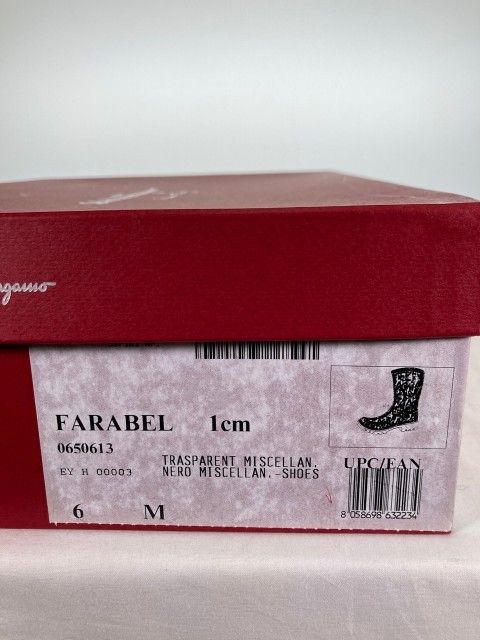 FARABEL 1cm
0650613
EY H 00003
TRASPARENT MISCELLAN.
NERO MISCELLAN.-SHOES
UPC/EAN
6 M
8 058698 632234